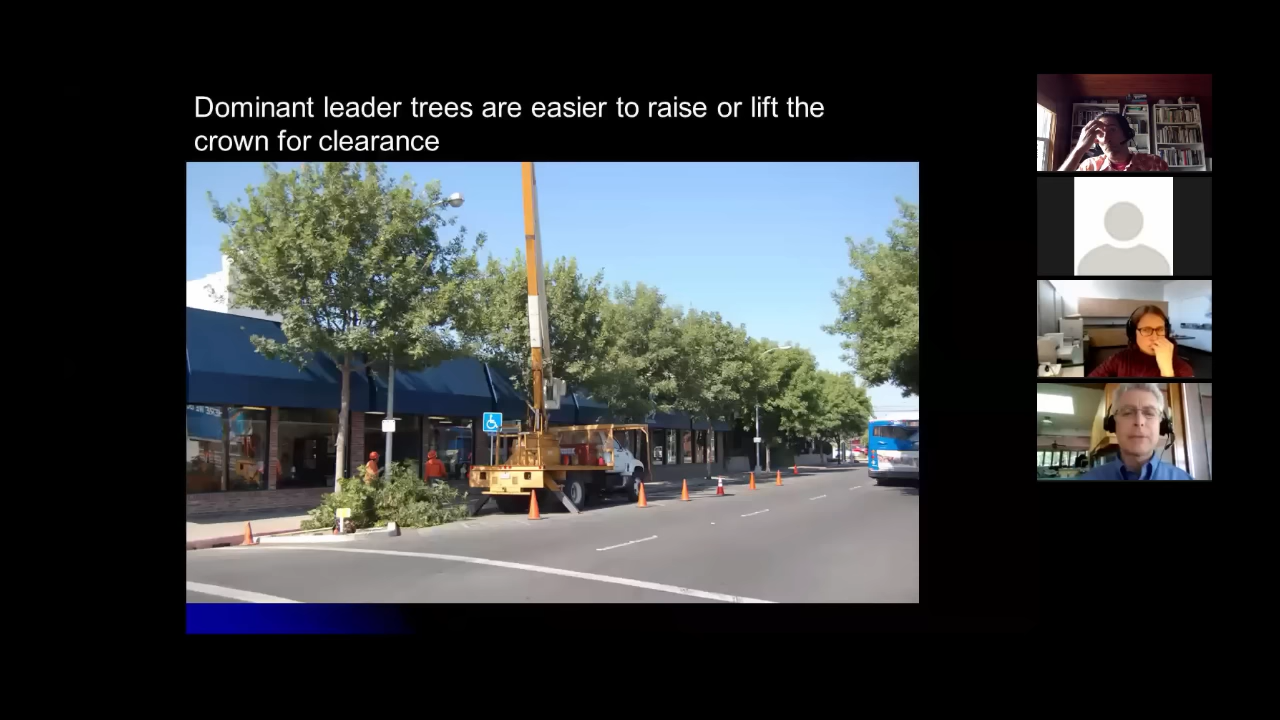 Dominant leader trees are easier to raise or lift the
crown for clearance